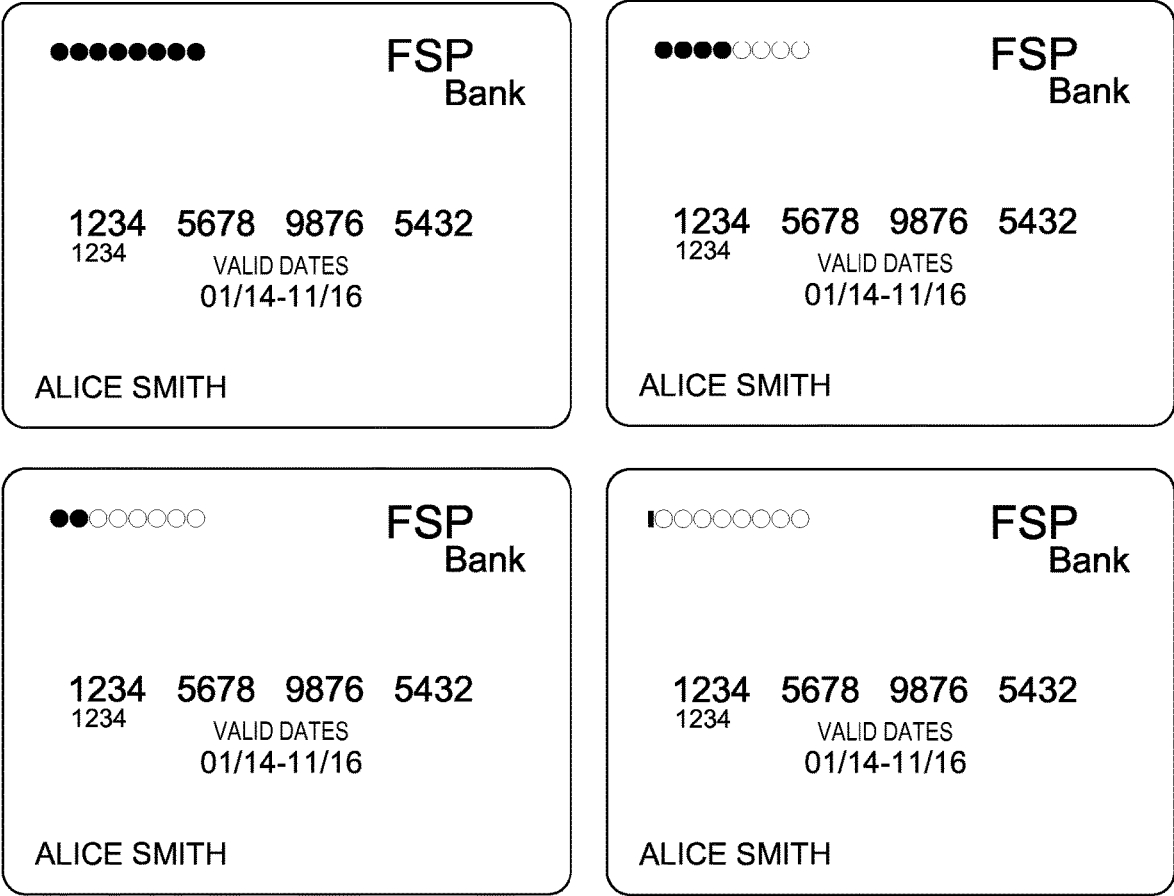 FSP
Bank
1234 5678 9876 5432
1234
VALID DATES
01/14-11/16
ALICE SMITH
FSP
Bank
1234 5678 9876 5432
1234
VALID DATES
01/14-11/16
ALICE SMITH
FSP
Bank
1234 5678 9876 5432
1234
VALID DATES
01/14-11/16
ALICE SMITH
FSP
Bank
1234 5678 9876 5432
1234
VALID DATES
01/14-11/16
ALICE SMITH